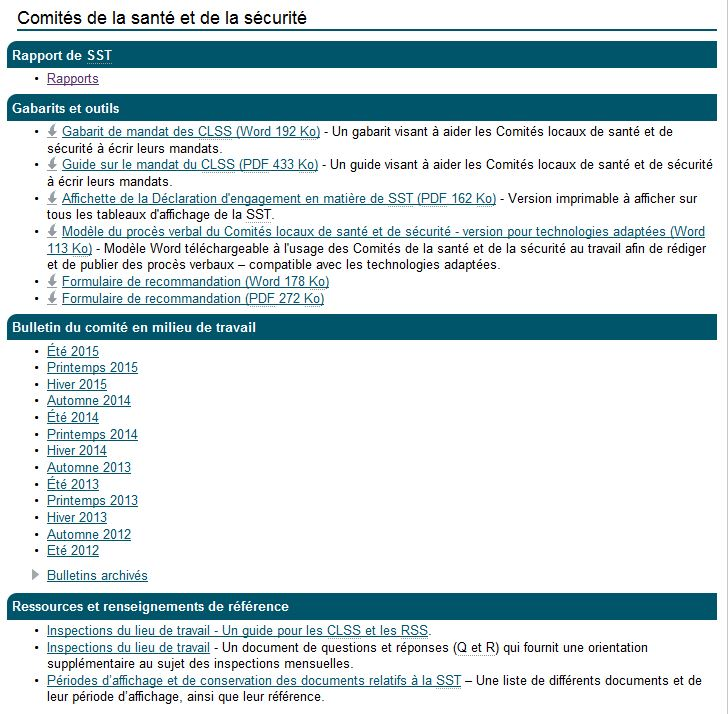 Comités de la santé et de la sécurité
Rapport de SST
• Rapports
Gabarits et outils
• Gabarit de mandat des CLSS (Word 192 Ko) - Un gabarit visant à aider les Comités locaux de santé et de
sécurité à écrir leurs mandats.
• Guide sur le mandat du CLSS (PDF 433 Ko) - Un guide visant à aider les Comités locaux de santé et de sécurité
à écrir leurs mandats.
• Affichette de la Déclaration d'engagement en matière de SST (PDF 162 Ko) - Version imprimable à afficher sur
tous les tableaux d'affichage de la SST.
• Modèle du procès verbal du Comités locaux de santé et de sécurité - version pour technologies adaptées (Word
113 Ko) - Modèle Word téléchargeable à l'usage des Comités de la santé et de la sécurité au travail afin de rédiger
et de publier des procès verbaux – compatible avec les technologies adaptées.
• Formulaire de recommandation (Word 178 Ko)
• Formulaire de recommandation (PDF 272 Ko)
Bulletin du comité en milieu de travail
• Été 2015
• Printemps 2015
• Hiver 2015
• Automne 2014
• Été 2014
• Printemps 2014
• Hiver 2014
• Automne 2013
• Été 2013
• Printemps 2013
• Hiver 2013
• Automne 2012
• Eté 2012
Bulletins archivés
Ressources et renseignements de référence
• Inspections du lieu de travail - Un guide pour les CLSS et les RSS.
• Inspections du lieu de travail - Un document de questions et réponses (Q et R) qui fournit une orientation
supplémentaire au sujet des inspections mensuelles.
• Périodes d’affichage et de conservation des documents relatifs à la SST – Une liste de différents documents et de
leur période d’affichage, ainsi que leur référence.